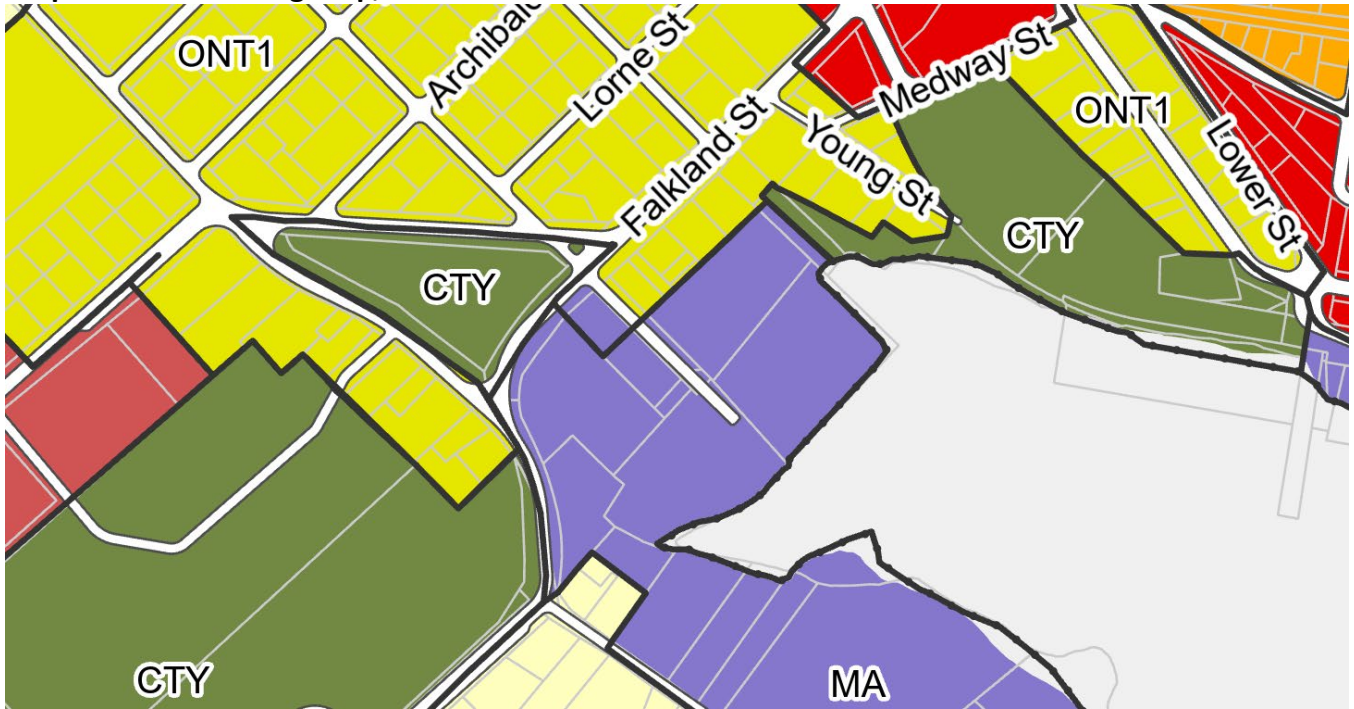 ONT1
Lorne St
Medway St
ONT1
Falkland St
Young St
Lower St
CTY
CTY
CTY
MA